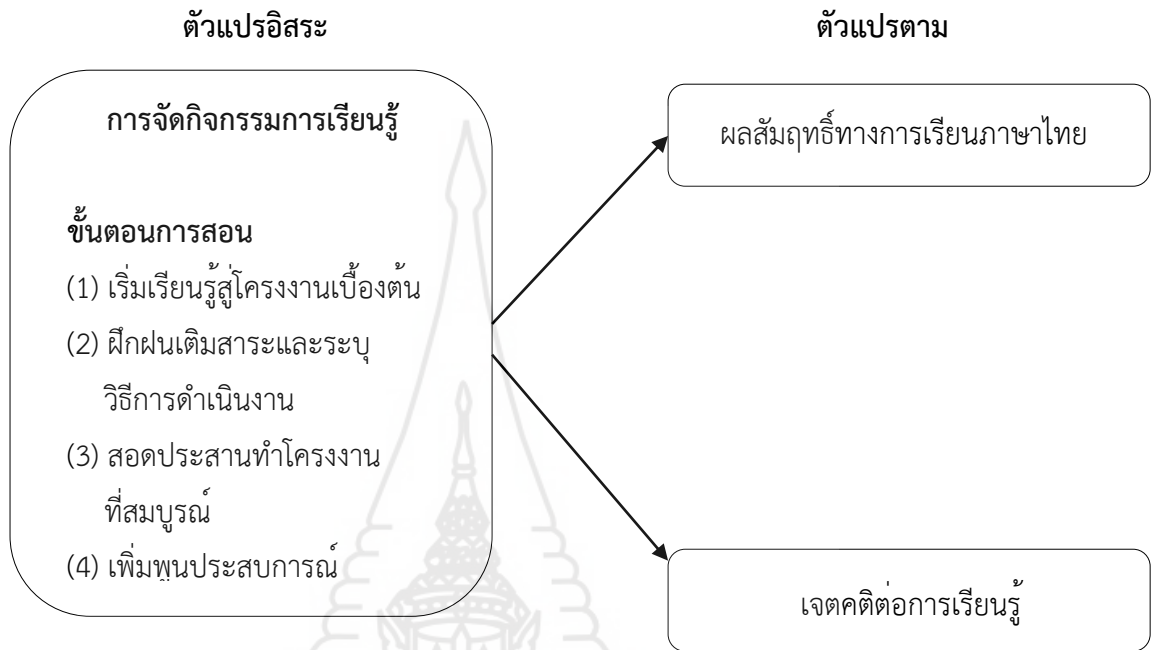 ตัวแปรอิสระ
ตัวแปรตาม
การจัดกิจกรรมการเรียนรู้
ขั้นตอนการสอน
(1) เริ่มเรียนรู้สู่โครงงานเบื้องต้น
(2) ฝึกฝนเติมสาระและระบุ
วิธีการดำเนินงาน
(3) สอดประสานทำโครงงาน
ที่สมบูรณ์
(4) เพิ่มพูนประสบการณ์
ผลสัมฤทธิ์ทางการเรียนภาษาไทย
เจตคติต่อการเรียนรู้